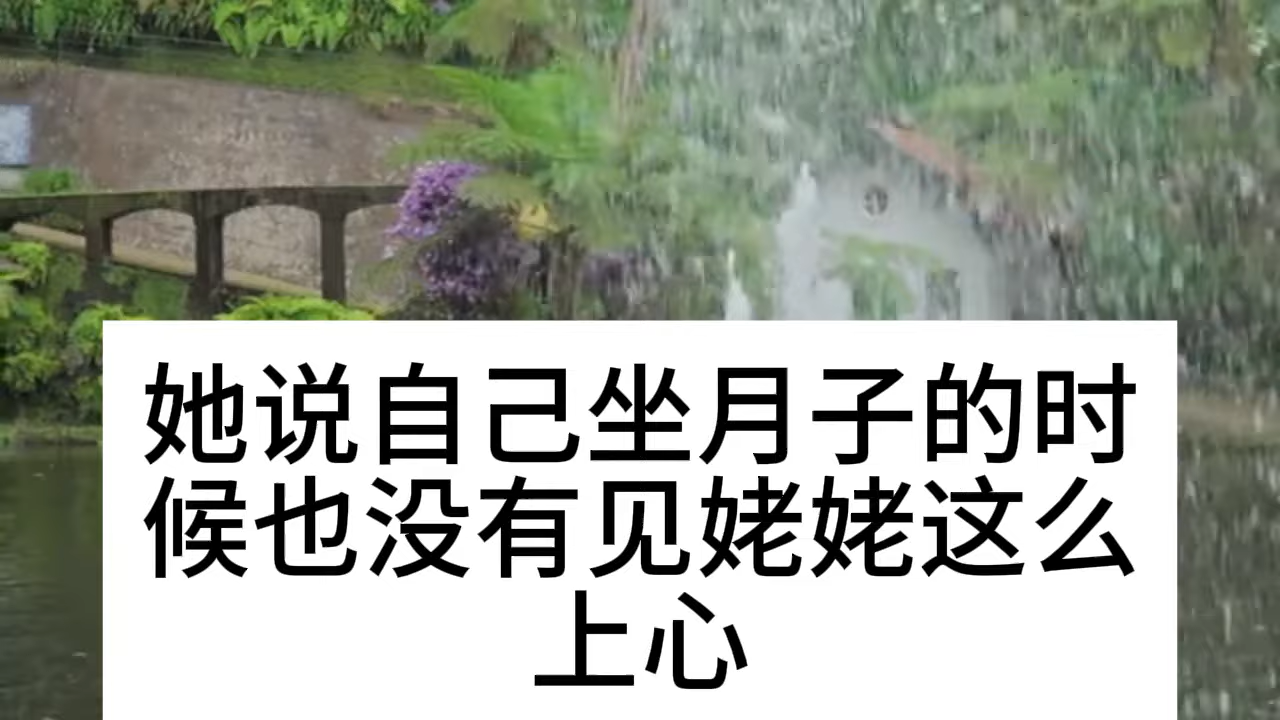 她说自己坐月子的时
候也没有见姥姥这么
上心